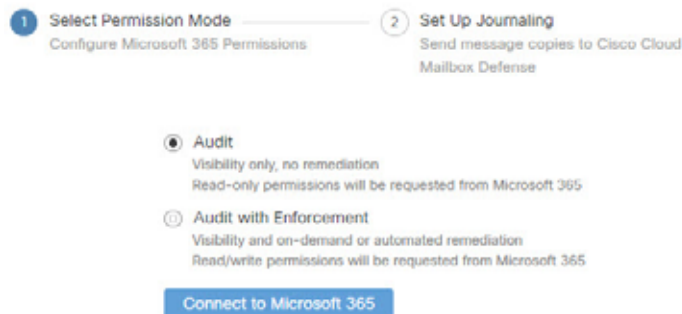 1 Select Permission Mode
Configure Microsoft 365 Permissions
2 Set Up Journaling
Send message copies to Cisco Cloud
Mailbox Defense
Audit
Visibility only, no remediation
Read-only permissions will be requested from Microsoft 365
Audit with Enforcement
Visibility and on-demand or automated remediation
Read/write permissions will be requested from Microsoft 365
Connect to Microsoft 365